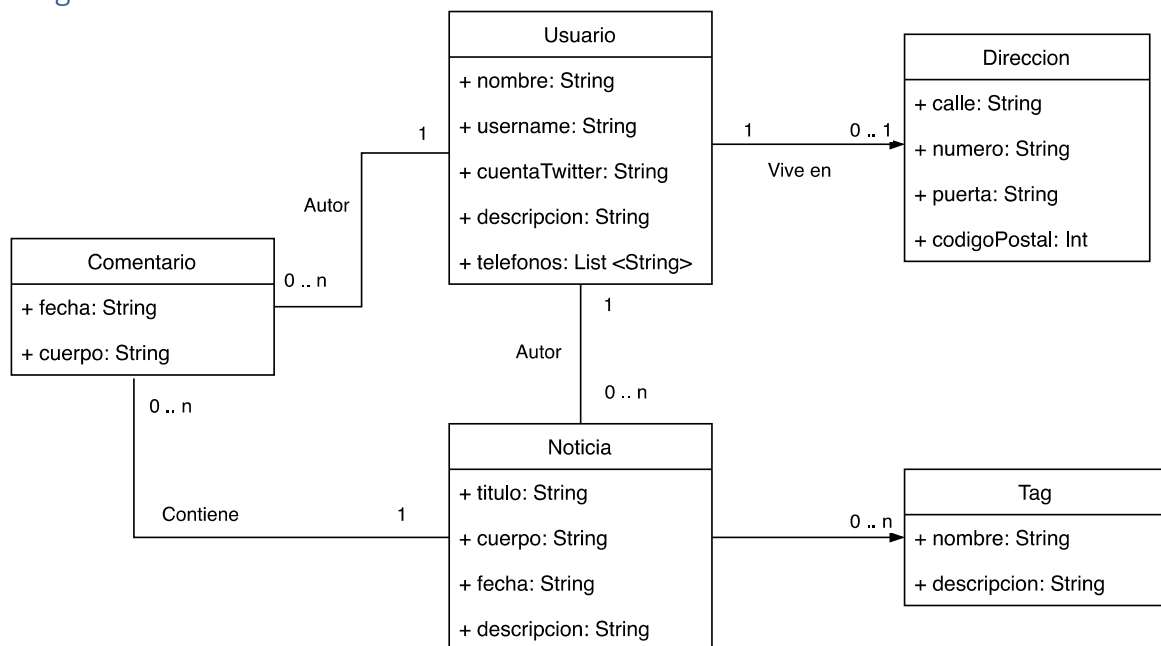 Usuario
+ nombre: String
+ username: String
+ cuentaTwitter: String
+ descripcion: String
+ telefonos: List <String>
Direccion
+ calle: String
+ numero: String
+ puerta: String
+ codigoPostal: Int
1
0 .. 1
Vive en
1
Autor
0 .. n
Comentario
+ fecha: String
+ cuerpo: String
1
Autor
0 .. n
0 .. n
Contiene
1
Noticia
+ titulo: String
+ cuerpo: String
+ fecha: String
+ descripcion: String
0 .. n
Tag
+ nombre: String
+ descripcion: String